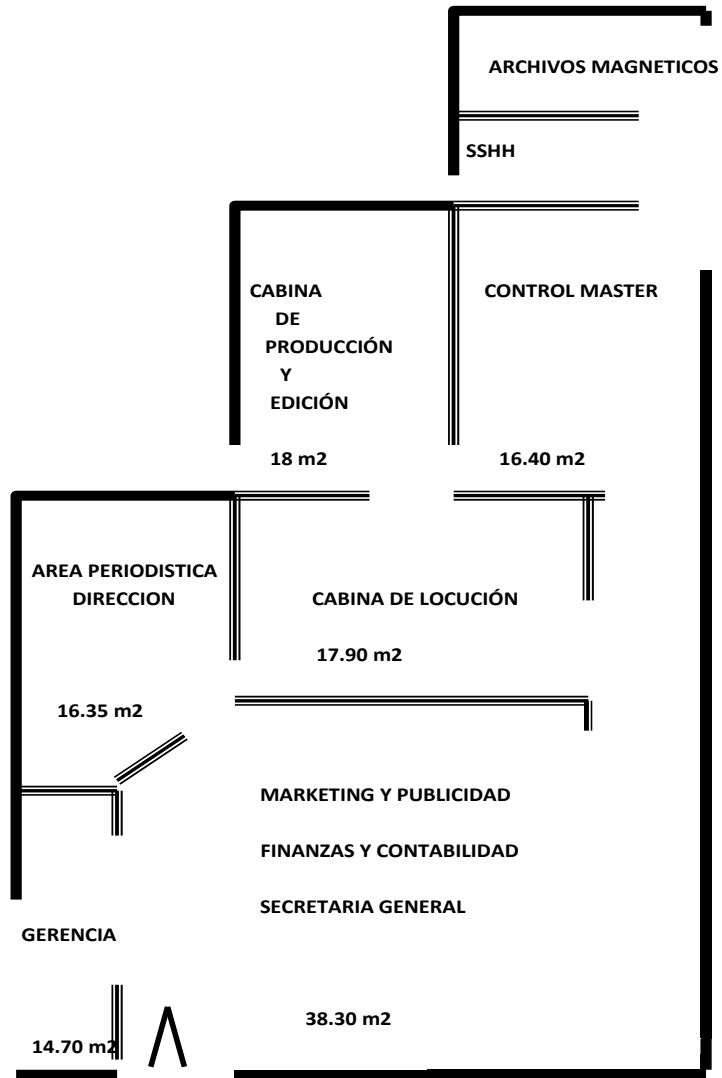 ARCHIVOS MAGNETICOS
SSHH
CABINA
DE
PRODUCCIÓN
Y
EDICIÓN
18 m2
CONTROL MASTER
16.40 m2
AREA PERIODISTICA
DIRECCION
16.35 m2
CABINA DE LOCUCIÓN
17.90 m2
MARKETING Y PUBLICIDAD
FINANZAS Y CONTABILIDAD
SECRETARIA GENERAL
38.30 m2
GERENCIA
14.70 m2